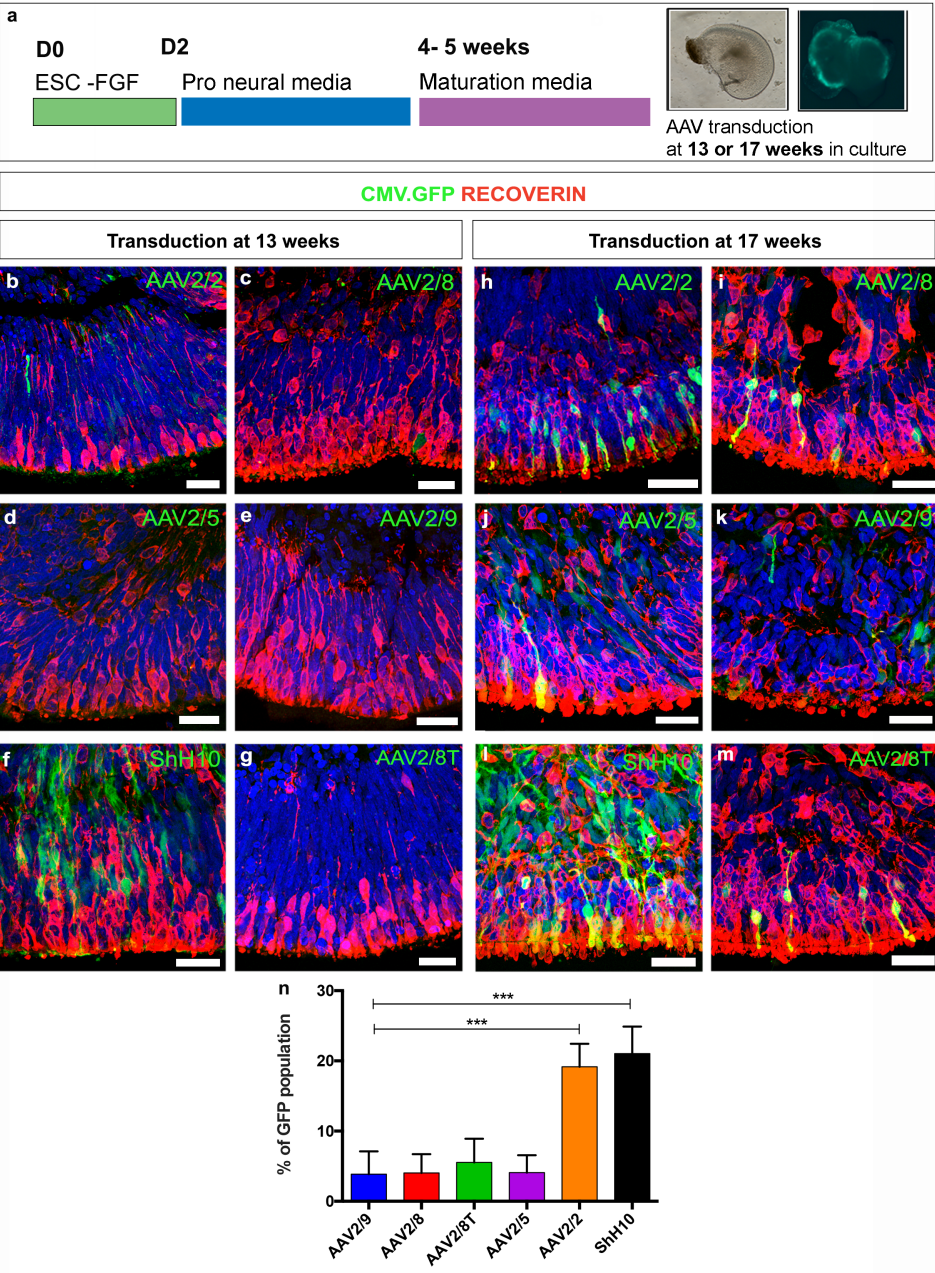 a
D0 D2 4- 5 weeks
ESC -FGF Pro neural media Maturation media
AAV transduction
at 13 or 17 weeks in culture
CMV.GFP RECOVERIN
Transduction at 13 weeks Transduction at 17 weeks
b AAV2/2 c AAV2/8 h AAV2/2 i AAV2/8
d AAV2/5 e AAV2/9 j AAV2/5 k AAV2/9
f ShH10 g AAV2/8T l ShH10 m AAV2/8T
n
% of GFP population
30
20
10
0
***
***
AAV2/9 AAV2/8 AAV2/8T AAV2/5 AAV2/2 ShH10